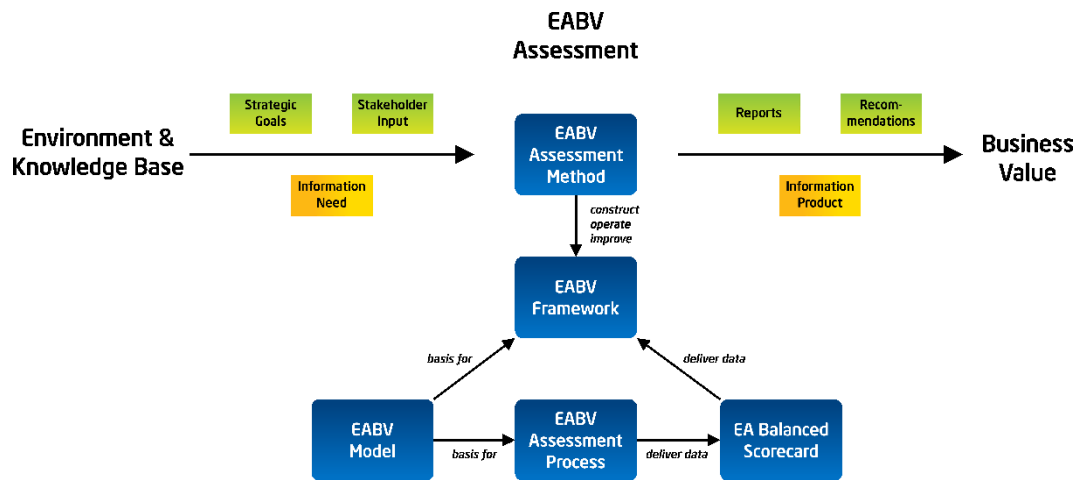 EABV
Assessment
Strategic
Goals
Stakeholder
Input
Reports
Recom-
mendations
Environment &
Knowledge Base
EABV
Assessment
Method
Business
Value
Information
Need
Information
Product
construct
operate
improve
EABV
Framework
basis for
deliver data
EABV
Model
basis for
EABV
Assessment
Process
deliver data
EA Balanced
Scorecard